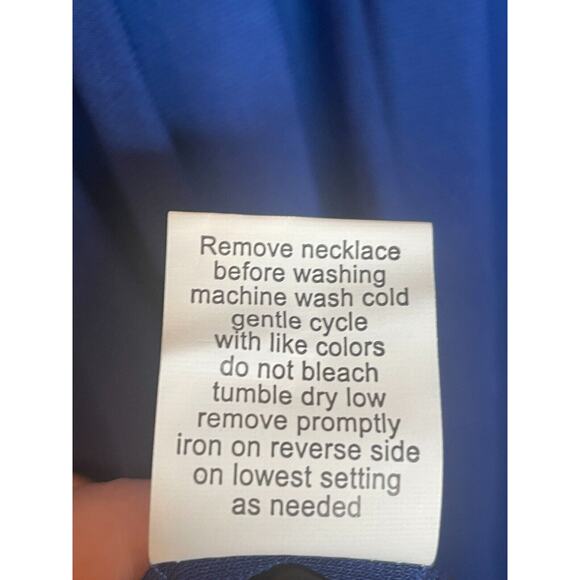 Remove necklace
before washing
machine wash cold
gentle cycle
with like colors
do not bleach
tumble dry low
remove promptly
iron on reverse side
on lowest setting
as needed